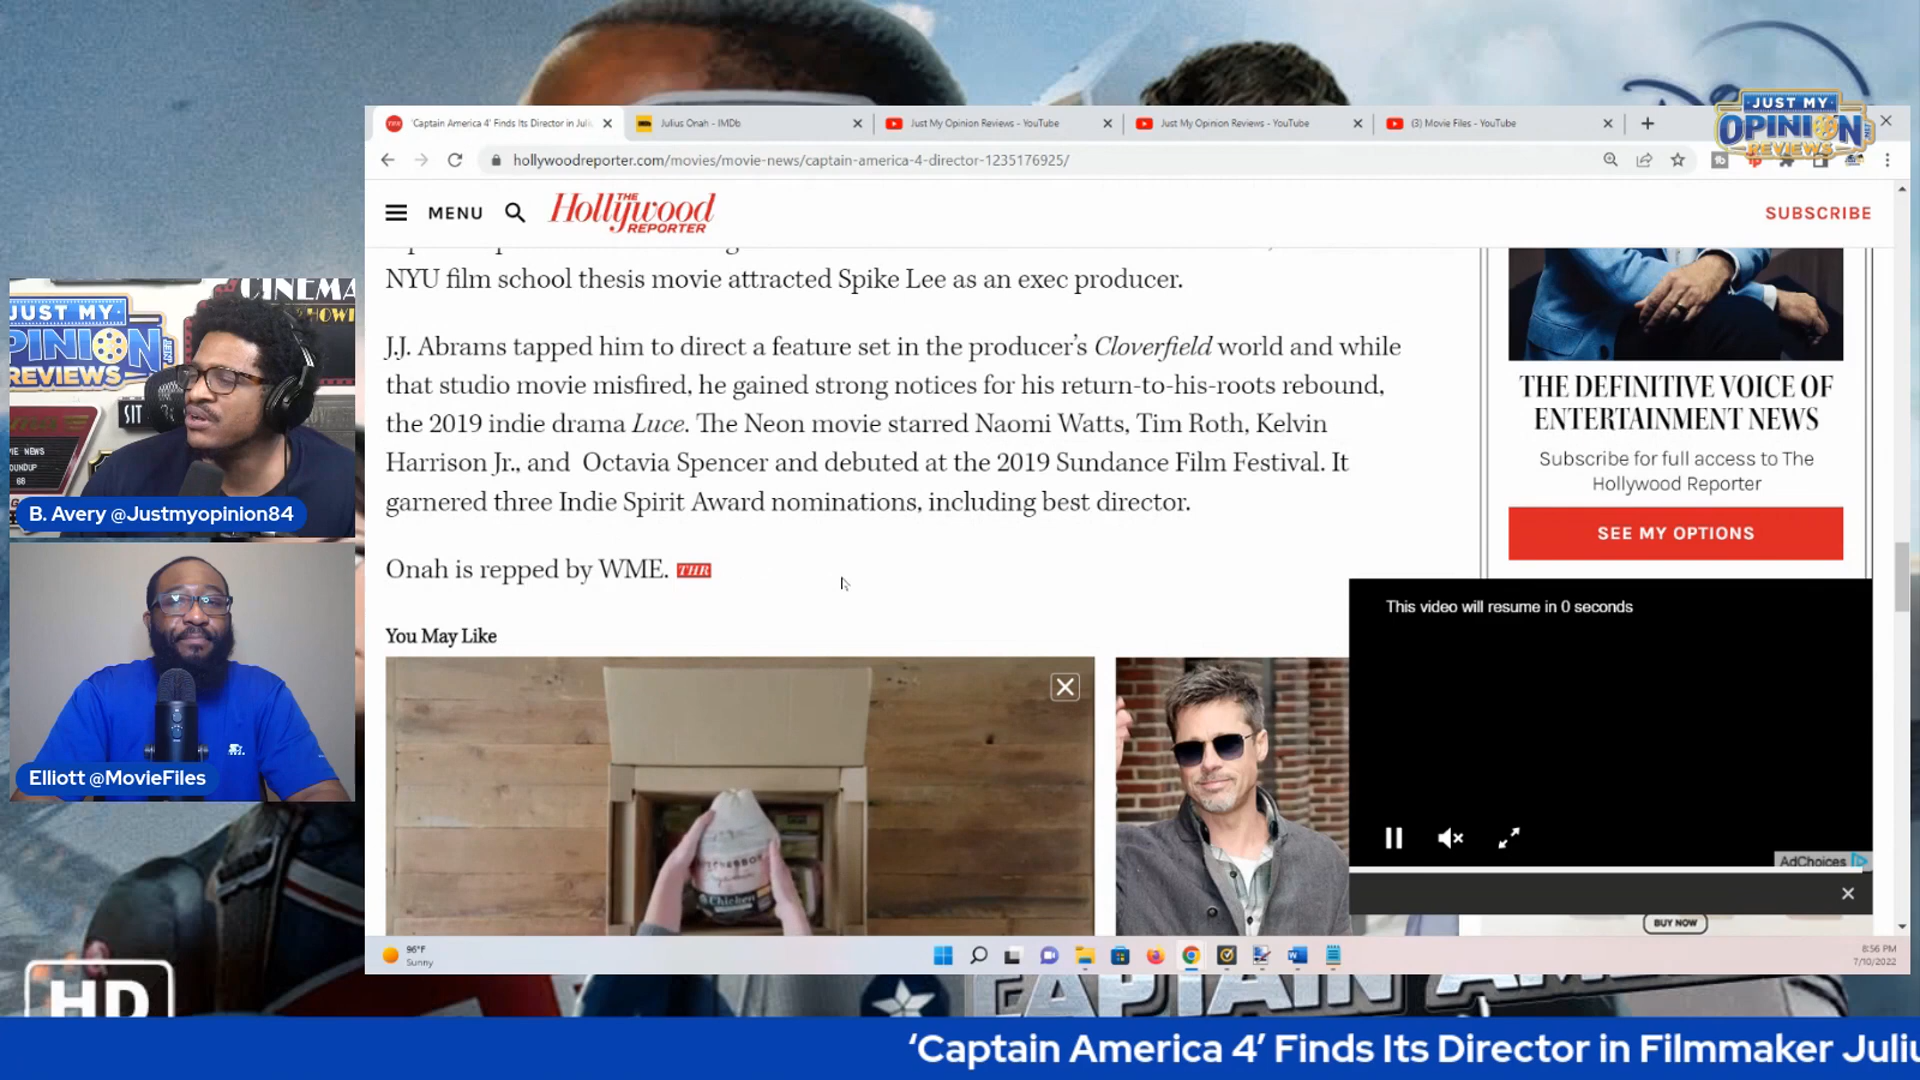 JUST MY
OPINION
REVIEWS
'Captain America 4' Finds Its Director in Juli
Julius Onah - IMDb
Just My Opinion Reviews - YouTube
Just My Opinion Reviews - YouTube
(3) Movie Files - YouTube
hollywoodreporter.com/movies/movie-news/captain-america-4-director-1235176925/
MENU
THE
Hollywood
REPORTER
SUBSCRIBE
NYU film school thesis movie attracted Spike Lee as an exec producer.
J.J. Abrams tapped him to direct a feature set in the producer's Cloverfield world and while
that studio movie misfired, he gained strong notices for his return-to-his-roots rebound,
the 2019 indie drama Luce. The Neon movie starred Naomi Watts, Tim Roth, Kelvin
Harrison Jr., and Octavia Spencer and debuted at the 2019 Sundance Film Festival. It
garnered three Indie Spirit Award nominations, including best director.
Onah is repped by WME. THR
You May Like
Chicken
THE DEFINITIVE VOICE OF
ENTERTAINMENT NEWS
Subscribe for full access to The
Hollywood Reporter
SEE MY OPTIONS
This video will resume in 0 seconds
AdChoices
BUY NOW
CINEMA
JUST MY
OPINION
REVIEWS
SIT
B. Avery @Justmyopinion84
Elliott @MovieFiles
96°F
Sunny
8:56 PM
7/10/2022
HD
CAPTAIN AMERICA
'Captain America 4' Finds Its Director in Filmmaker Juliu